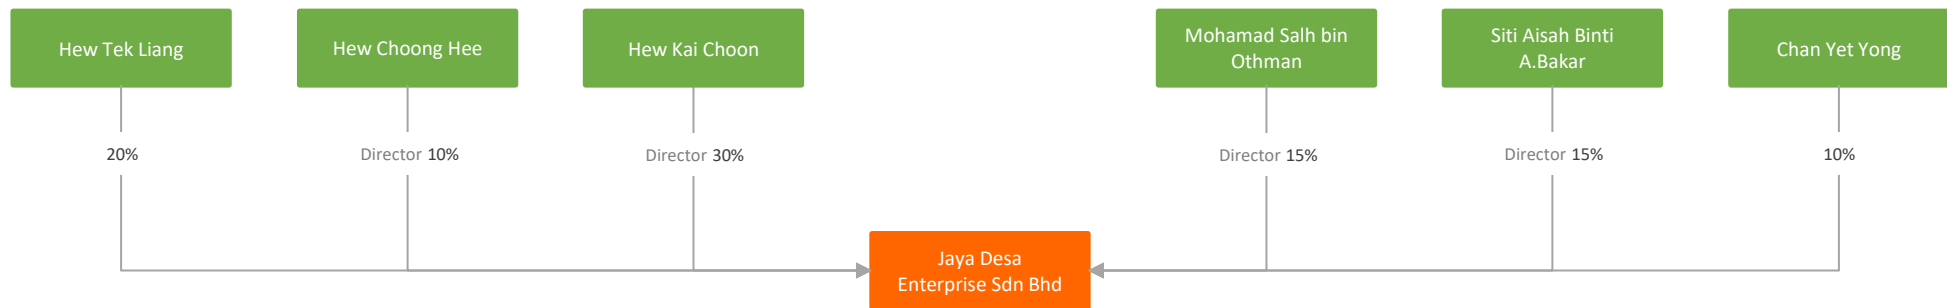 Hew Tek Liang
Hew Choong Hee
Hew Kai Choon
Mohamad Salh bin
Othman
Siti Aisah Binti
A.Bakar
Chan Yet Yong
20%
Director 10%
Director 30%
Director 15%
Director 15%
10%
Jaya Desa
Enterprise Sdn Bhd